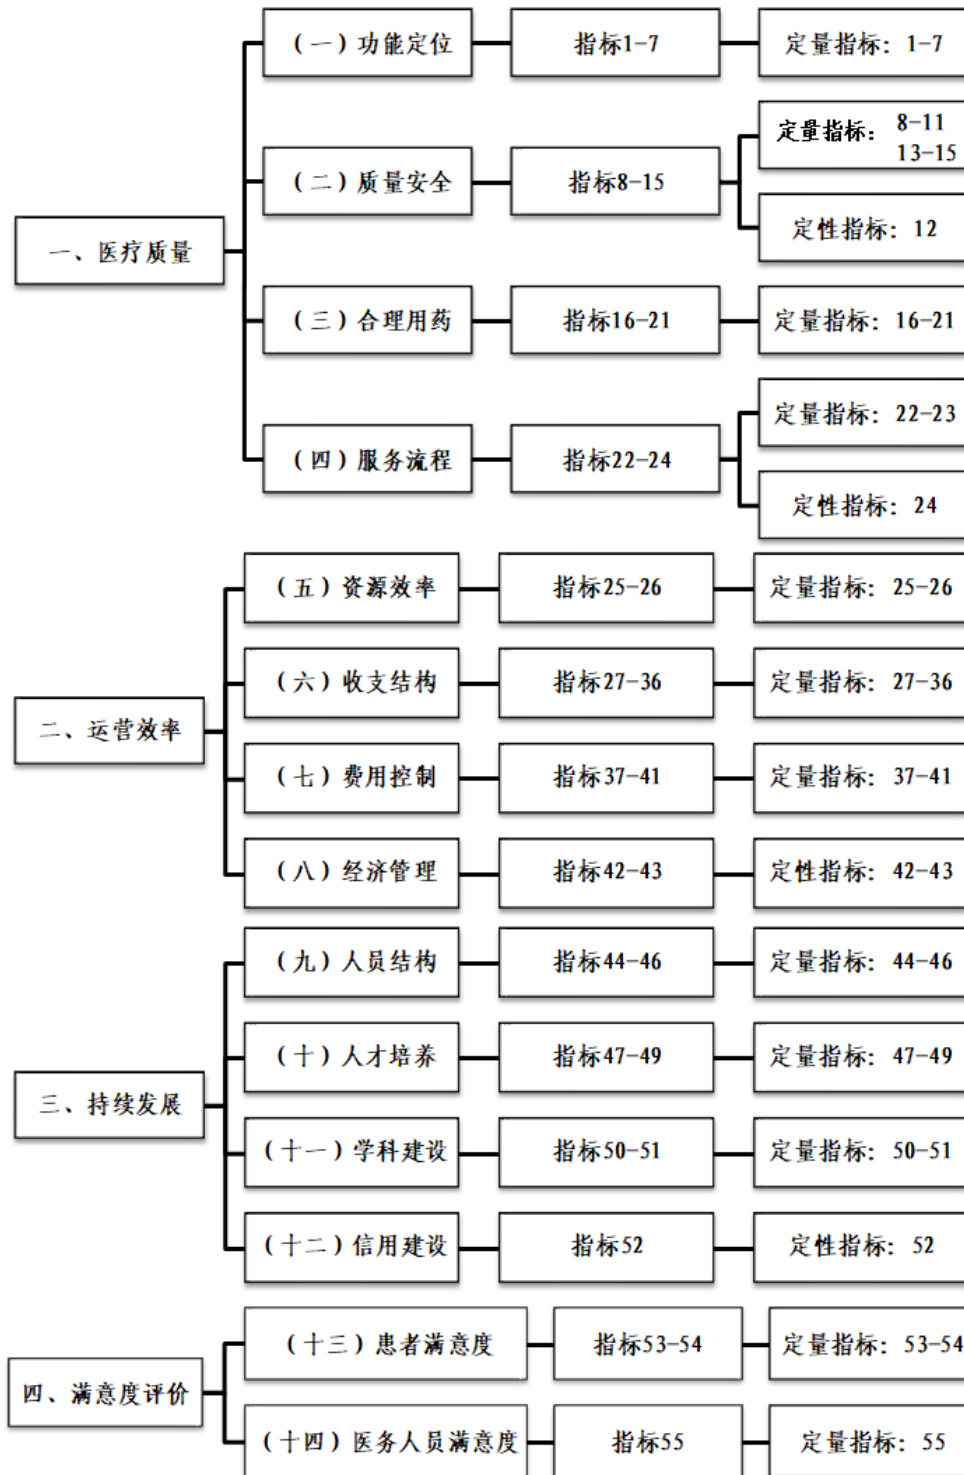 一、医疗质量
（一）功能定位
指标1-7
定量指标：1-7
（二）质量安全
指标8-15
定量指标：8-11
13-15
定性指标：12
（三）合理用药
指标16-21
定量指标：16-21
（四）服务流程
指标22-24
定量指标：22-23
定性指标：24
二、运营效率
（五）资源效率
指标25-26
定量指标：25-26
（六）收支结构
指标27-36
定量指标：27-36
（七）费用控制
指标37-41
定量指标：37-41
（八）经济管理
指标42-43
定性指标：42-43
三、持续发展
（九）人员结构
指标44-46
定量指标：44-46
（十）人才培养
指标47-49
定量指标：47-49
（十一）学科建设
指标50-51
定量指标：50-51
（十二）信用建设
指标52
定性指标：52
四、满意度评价
（十三）患者满意度
指标53-54
定量指标：53-54
（十四）医务人员满意度
指标55
定量指标：55